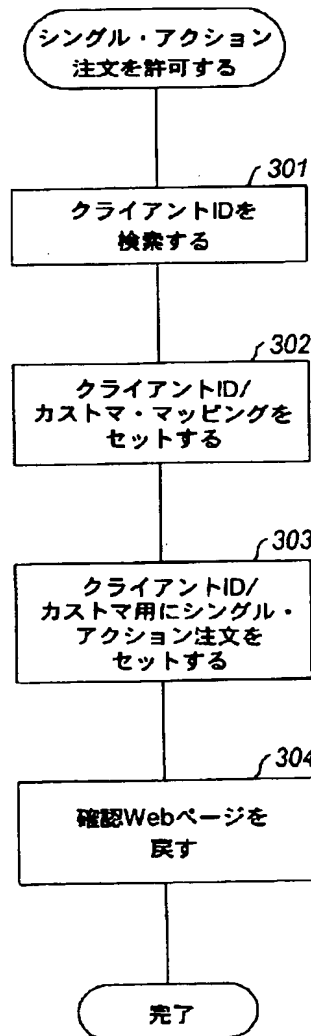 シングル・アクション
注文を許可する
301
クライアントIDを
検索する
302
クライアントID/
カストマ・マッピングを
セットする
303
クライアントID/
カストマ用にシングル・
アクション注文を
セットする
304
確認Webページを
戻す
完了